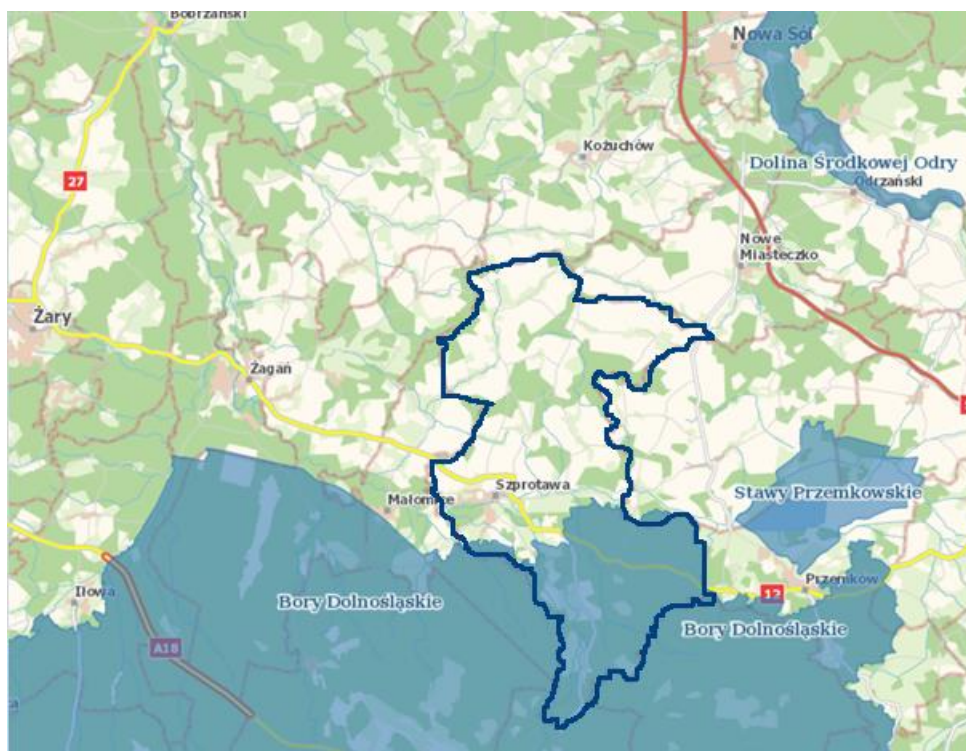 Bobrzański
Nowa Sól
Kożuchów
Dolina Środkowej Odry
Odrzański
27
Nowe
Miasteczko
Żary
Żagań
Szprotawa
Małomice
Stawy Przemkowskie
Przemków
12
Iłowa
Bory Dolnośląskie
Bory Dolnośląskie
A18